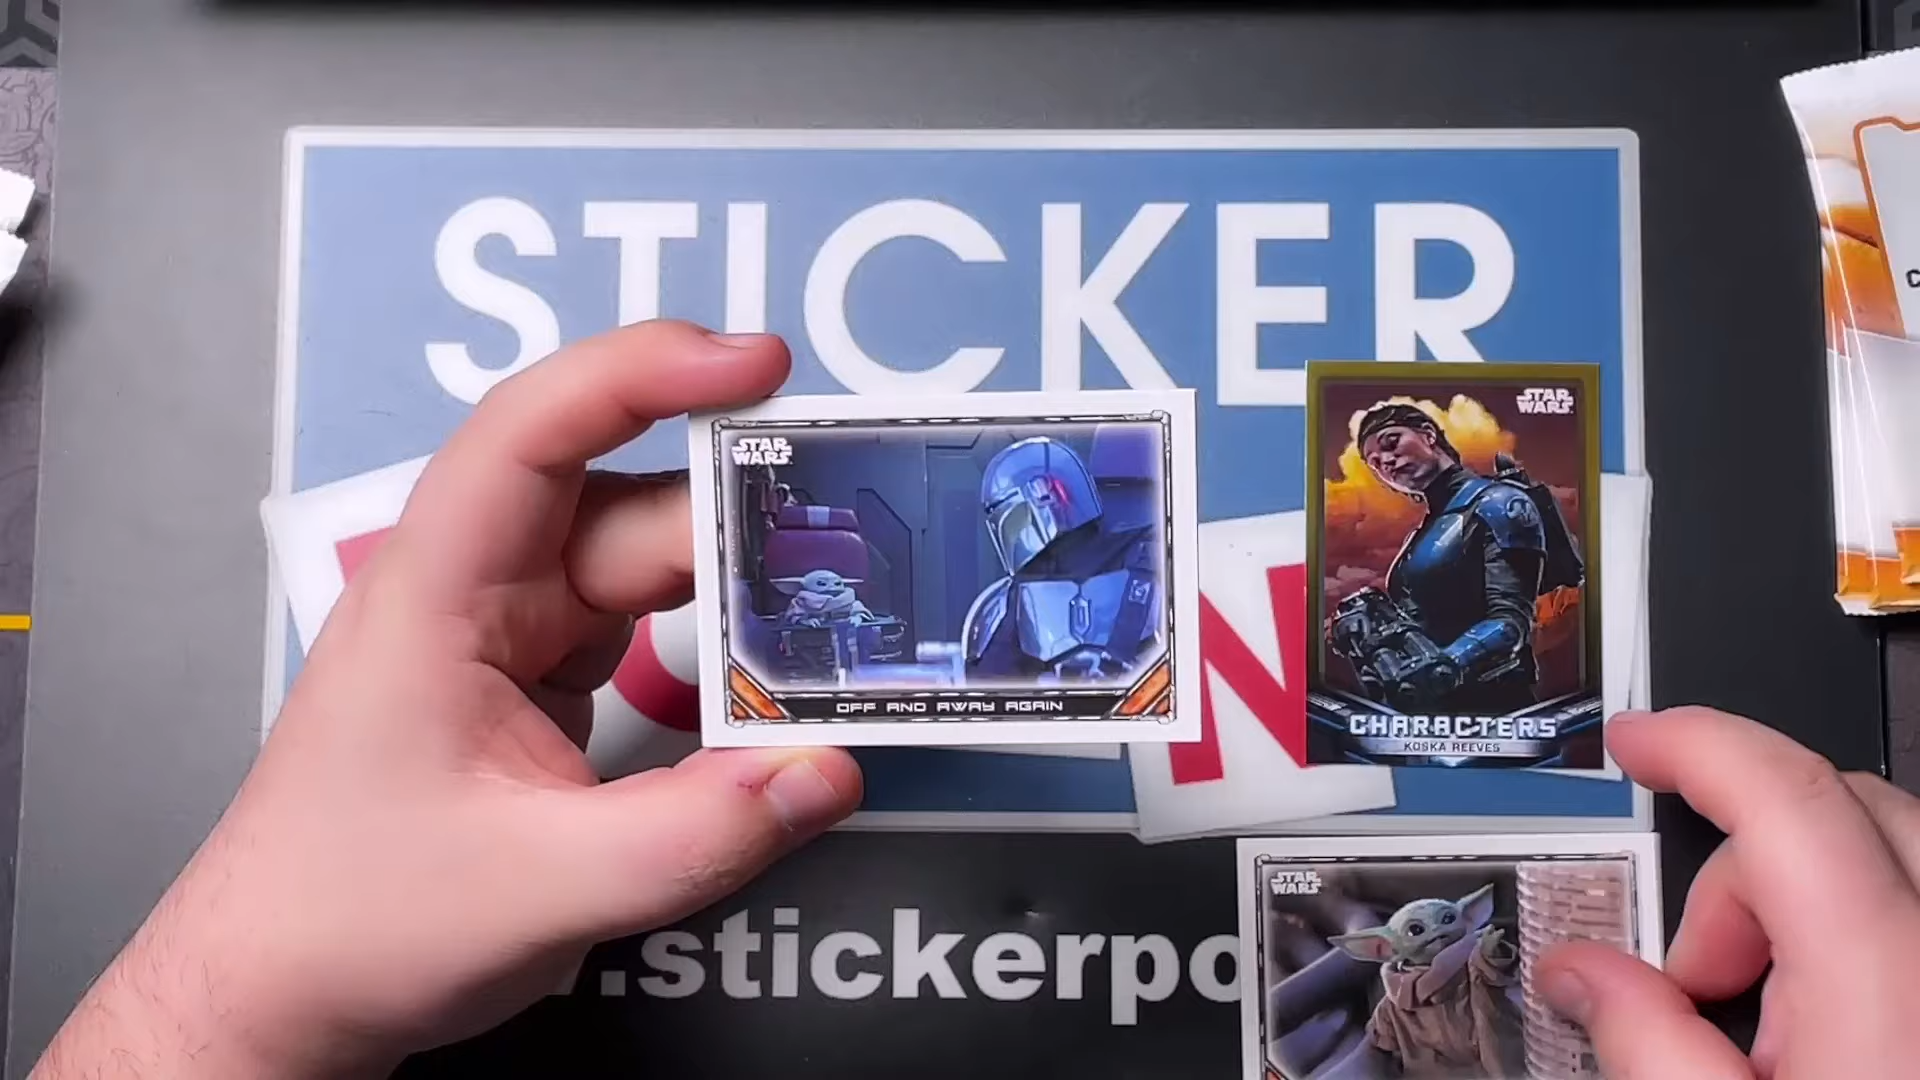 STICKER
STAR
WARS
OFF AND AWAY AGAIN
STAR
WARS
CHARACTERS
KOSKA REEVES
.stickerpo
STAR
WARS